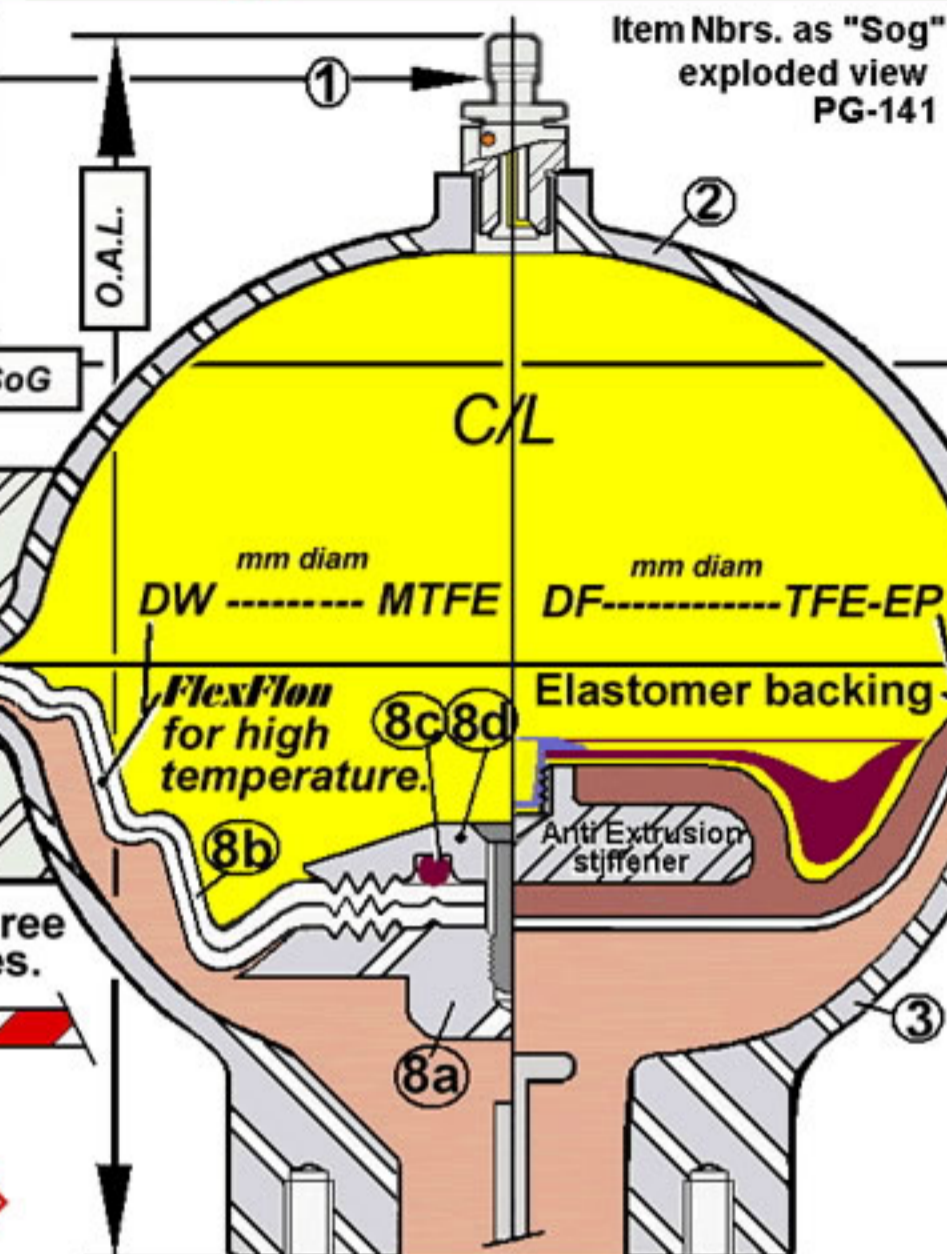 Item Nbrs. as "Sog"
exploded view
PG-141
1
2
O.A.L.
SoG
C/L
mm diam
DW --------- MTFE
mm diam
DF------------TFE-EP
FlexFlon
for high
temperature.
8c
8d
Elastomer backing
8b
Anti Extrusion
stiffener
ree
es.
3
8a